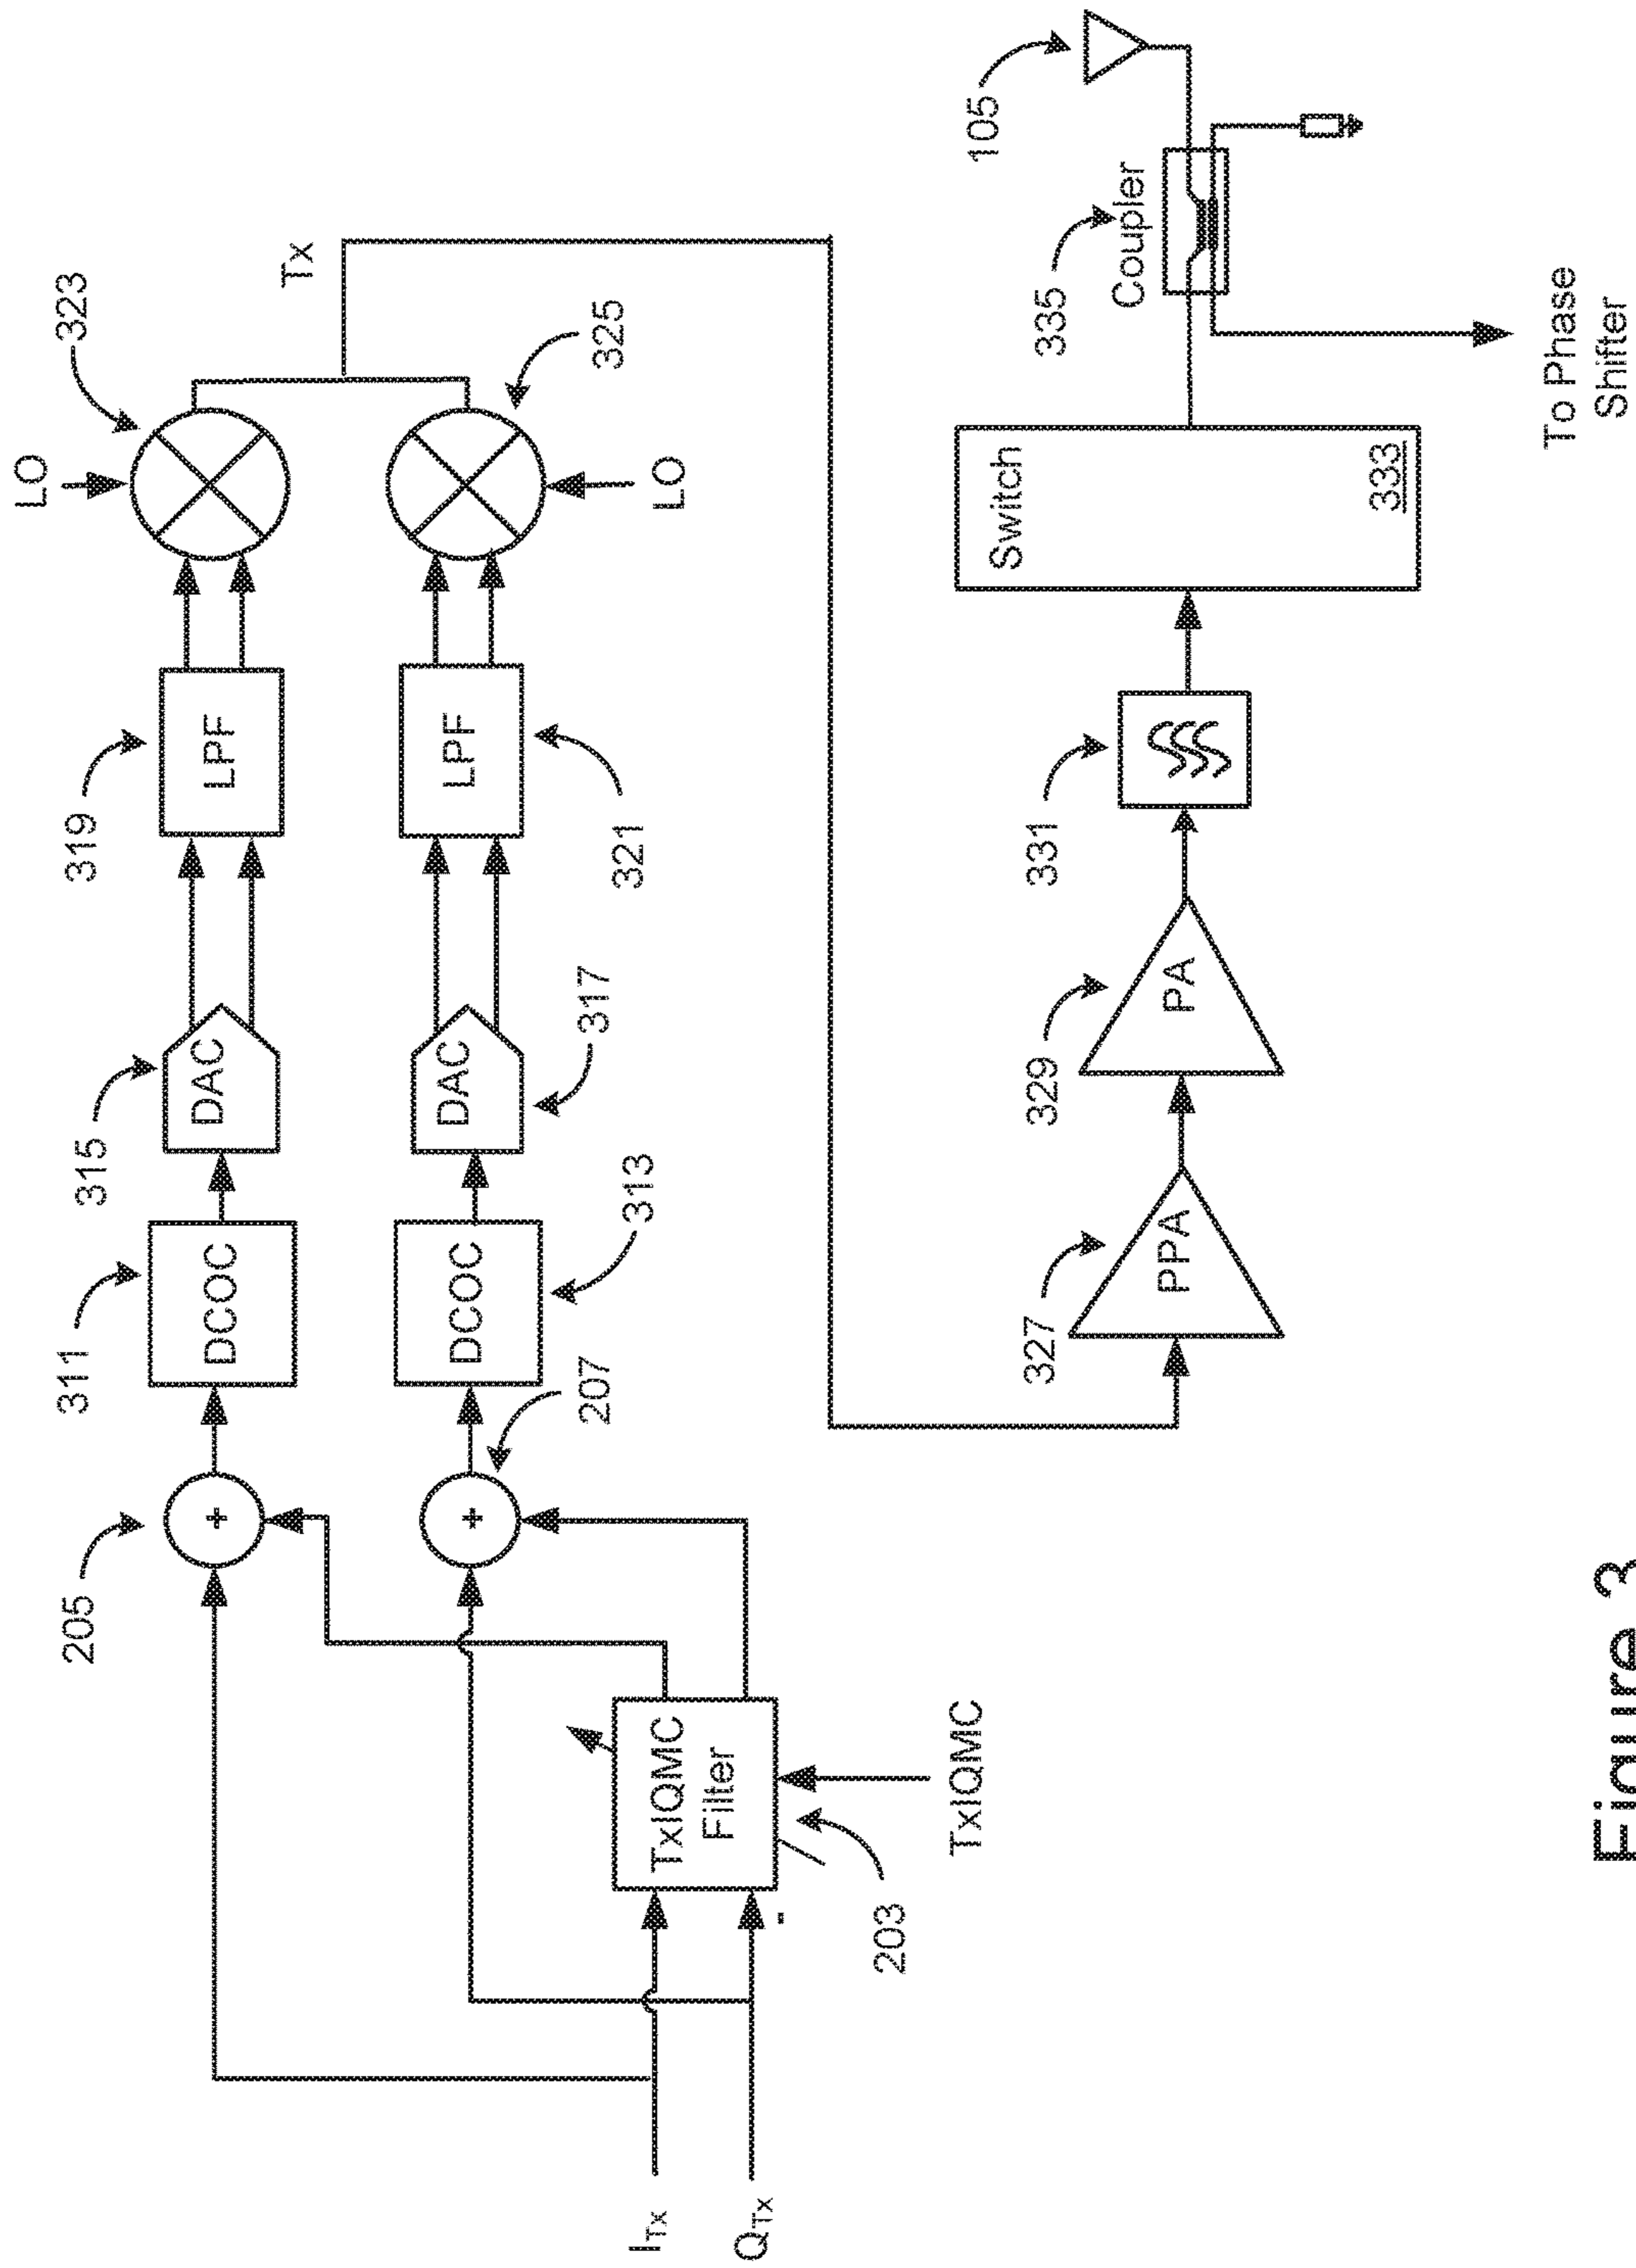 LO
323
319
LPF
315
DAC
311
DCOC
205
+
Tx
325
LO
LPF
321
DAC
317
DCOC
313
207
+
TxIQMC
Filter
203
TxIQMC
I Tx
Q Tx
327
PPA
329
PA
331
Switch
333
335
Coupler
105
To Phase
Shifter
Figure 3